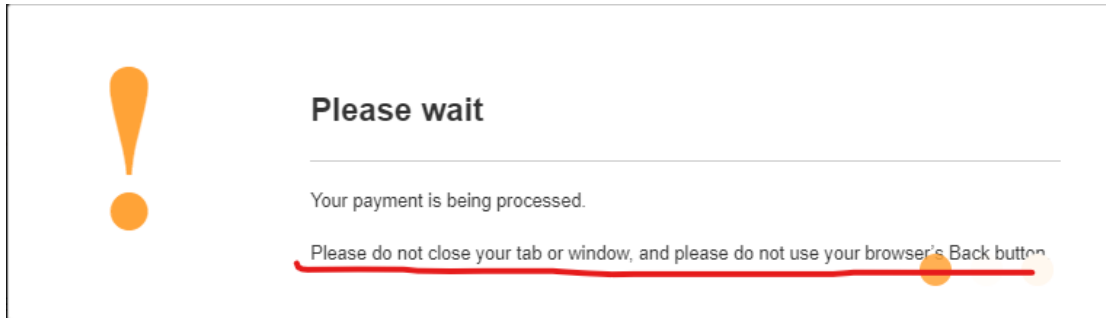 Please wait
Your payment is being processed.
Please do not close your tab or window, and please do not use your browser's Back button